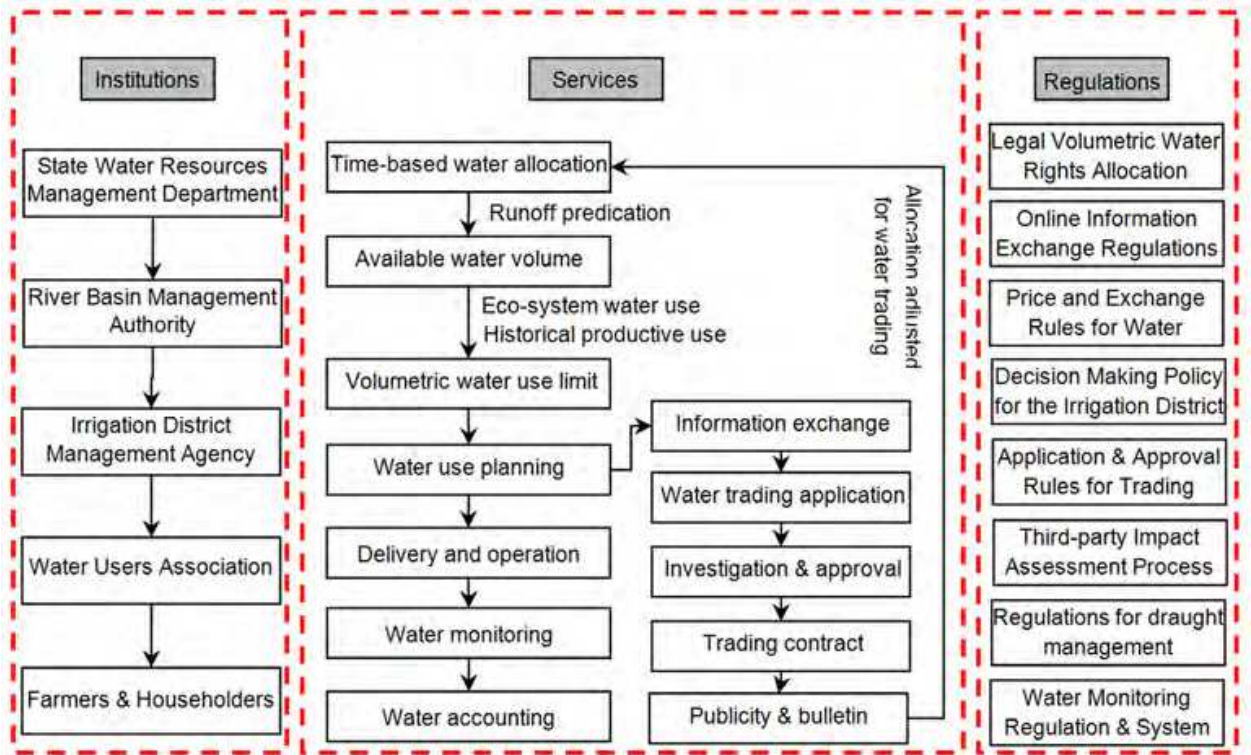 Institutions
State Water Resources
Management Department
River Basin Management
Authority
Irrigation District
Management Agency
Water Users Association
Farmers & Householders
Services
Time-based water allocation
Runoff predication
Available water volume
Eco-system water use
Historical productive use
Volumetric water use limit
Water use planning
Delivery and operation
Water monitoring
Water accounting
Information exchange
Water trading application
Investigation & approval
Trading contract
Publicity & bulletin
Allocation adjusted
for water trading
Regulations
Legal Volumetric Water
Rights Allocation
Online Information
Exchange Regulations
Price and Exchange
Rules for Water
Decision Making Policy
for the Irrigation District
Application & Approval
Rules for Trading
Third-party Impact
Assessment Process
Regulations for draught
management
Water Monitoring
Regulation & System